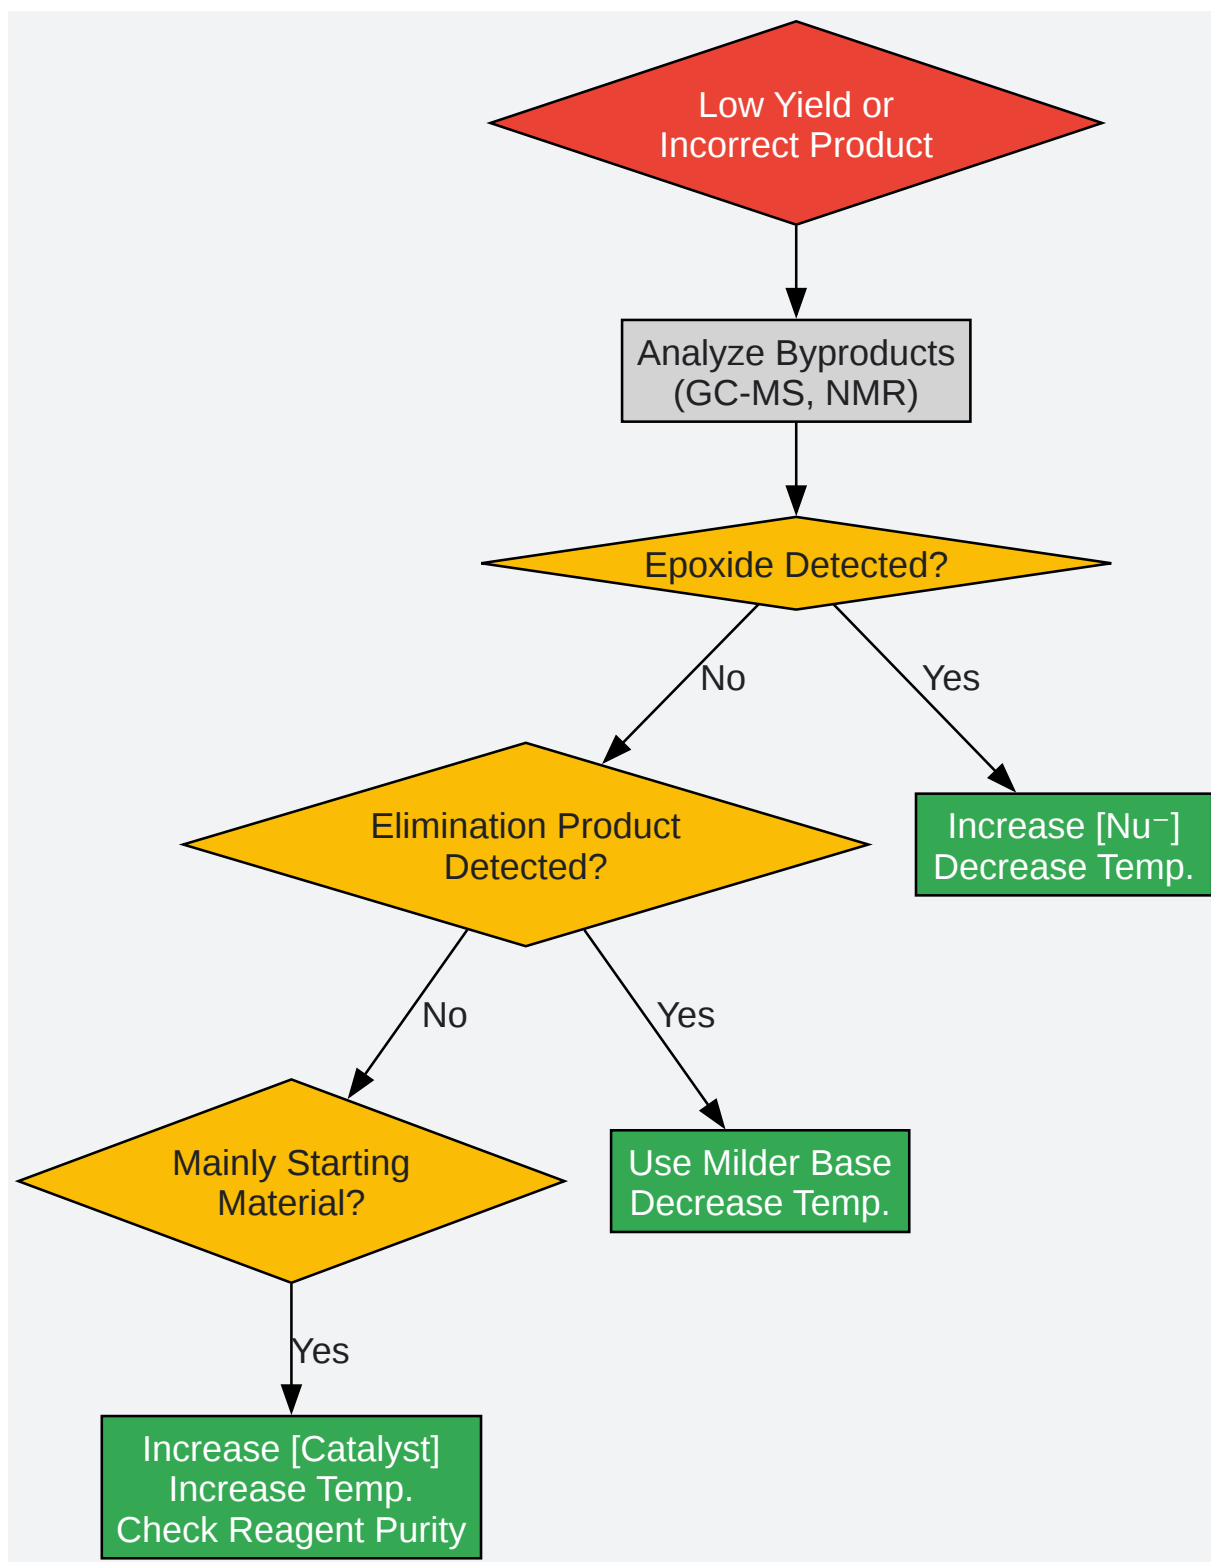 Low Yield or
Incorrect Product
Analyze Byproducts
(GC-MS, NMR)
Epoxide Detected?
No
Yes
Elimination Product
Detected?
Increase [Nu⁻]
Decrease Temp.
No
Yes
Mainly Starting
Material?
Use Milder Base
Decrease Temp.
Yes
Increase [Catalyst]
Increase Temp.
Check Reagent Purity